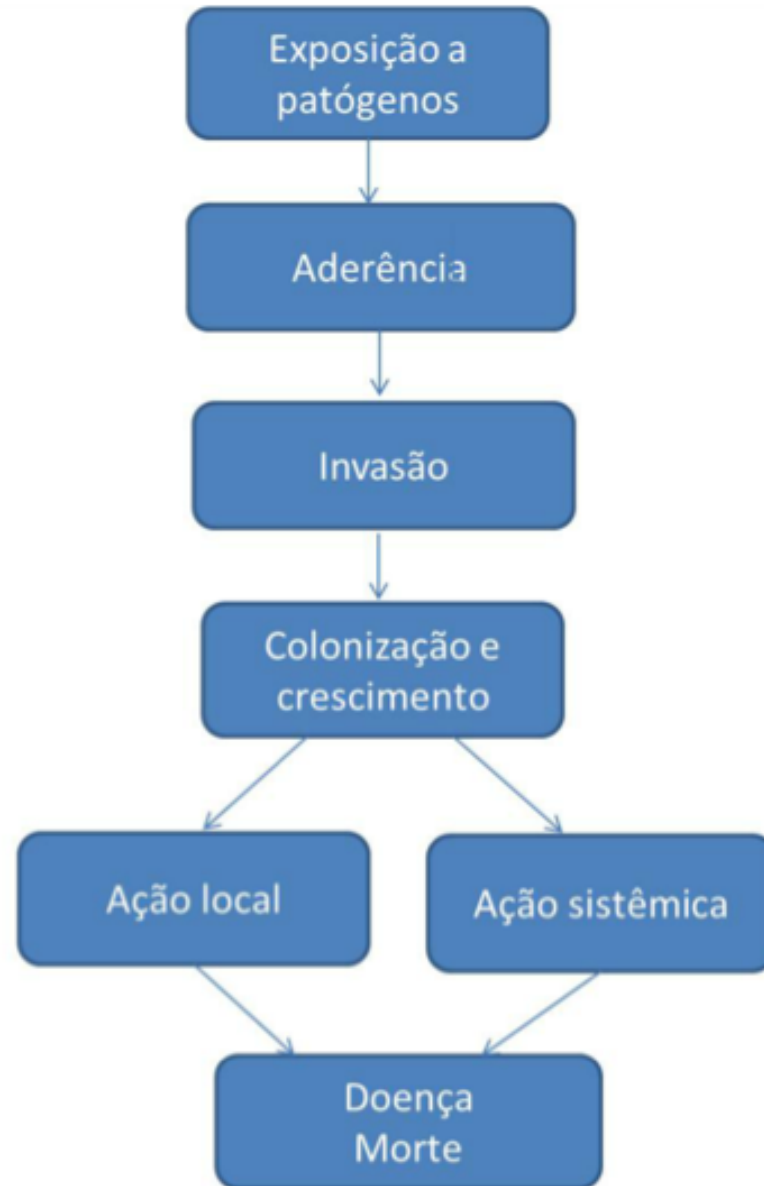 Exposição a
patógenos
Aderência
Invasão
Colonização e
crescimento
Ação local
Ação sistêmica
Doença
Morte